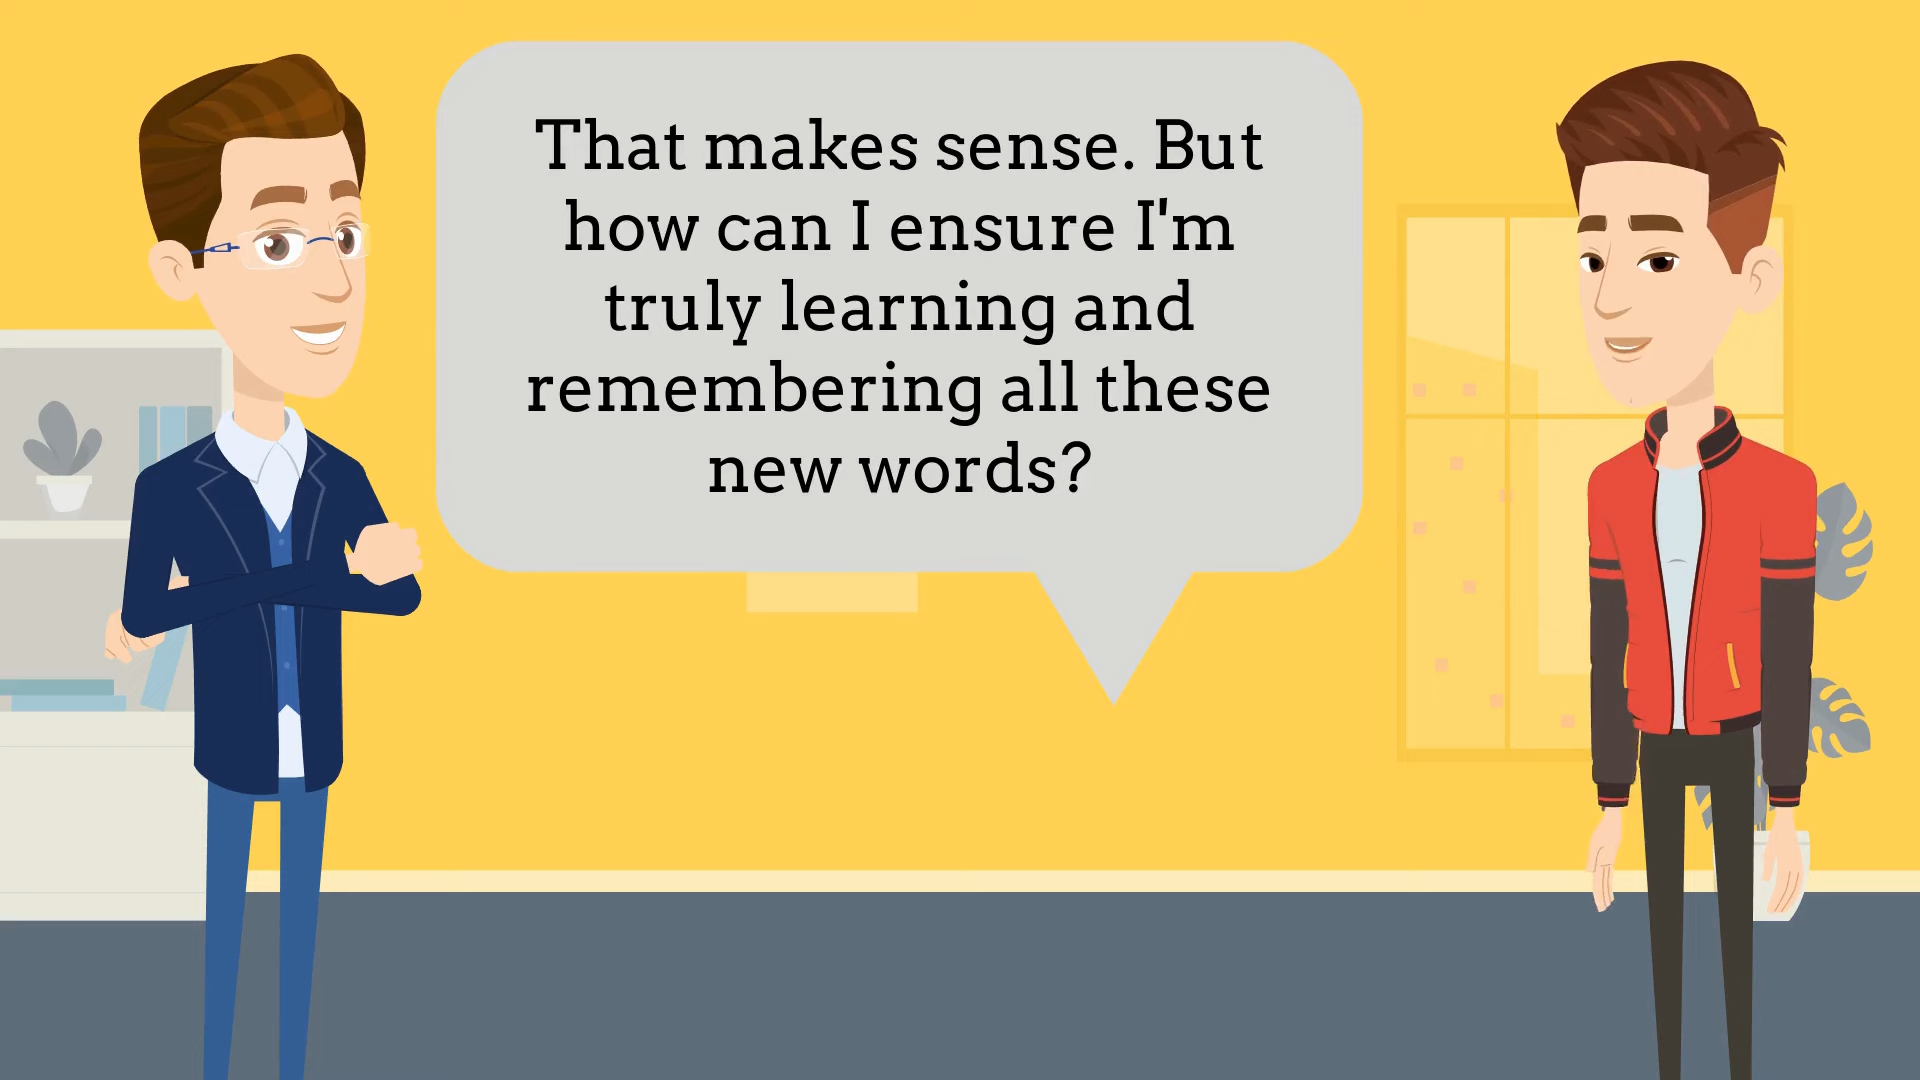 That makes sense. But
how can I ensure I'm
truly learning and
remembering all these
new words?